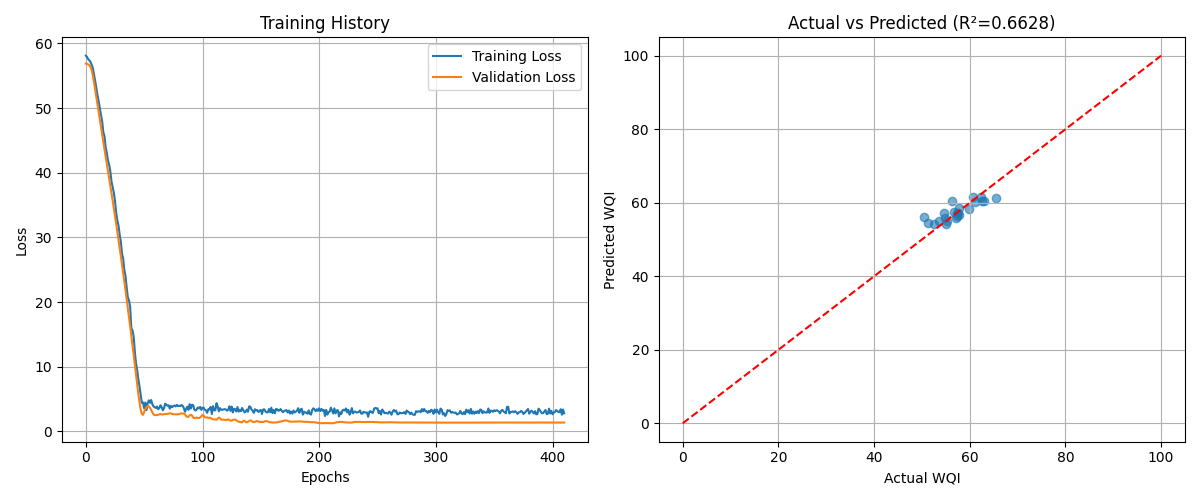 Training History
60
50
40
30
20
10
0
Loss
0 100 200 300 400
Epochs
Training Loss
Validation Loss
Actual vs Predicted (R²=0.6628)
100
80
60
40
20
0
Predicted WQI
0 20 40 60 80 100
Actual WQI